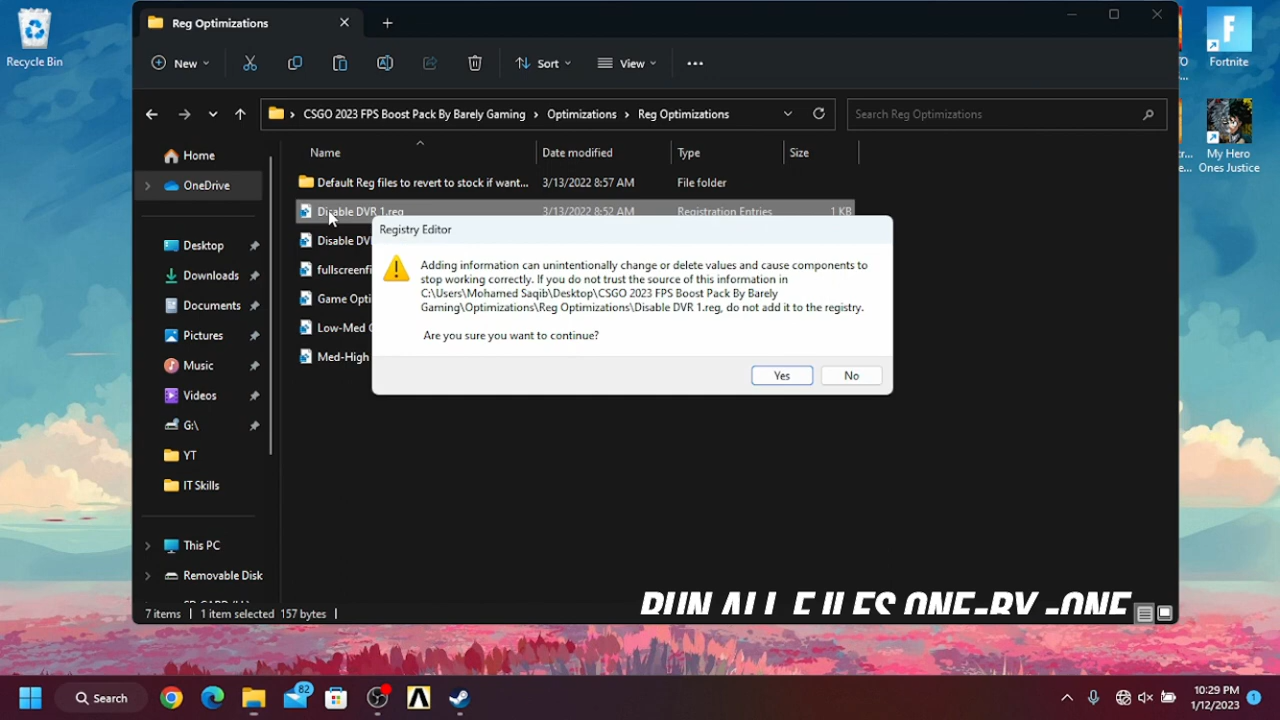 Recycle Bin
Reg Optimizations
New
Sort
View
CSGO 2023 FPS Boost Pack By Barely Gaming > Optimizations > Reg Optimizations
Search Reg Optimizations
Fortnite
My Hero
Ones Justice
Home
OneDrive
Desktop
Downloads
Documents
Pictures
Music
Videos
G:\
YT
IT Skills
This PC
Removable Disk
Name
Date modified
Type
Size
Default Reg files to revert to stock if want...
3/13/2022 8:57 AM
File folder
Disable DVR 1.reg
3/13/2022 8:52 AM
Registration Entries
1 KB
Disable DV
fullscreenfi
Game Opti
Low-Med
Med-High
Registry Editor
Adding information can unintentionally change or delete values and cause components to
stop working correctly. If you do not trust the source of this information in
C:\Users\Mohamed Saqib\Desktop\CSGO 2023 FPS Boost Pack By Barely
Gaming\Optimizations\Reg Optimizations\Disable DVR 1.reg, do not add it to the registry.
Are you sure you want to continue?
Yes
No
7 items
1 item selected
157 bytes
RUN ALL FILES ONE-BY-ONE
Search
82
10:29 PM
1/12/2023
1